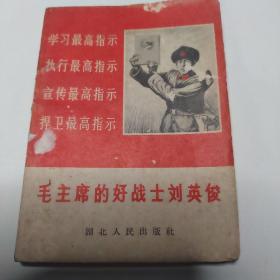 学习最高指示
执行最高指示
宣传最高指示
捍卫最高指示
毛主席的好战士刘英俊
湖北人民出版社